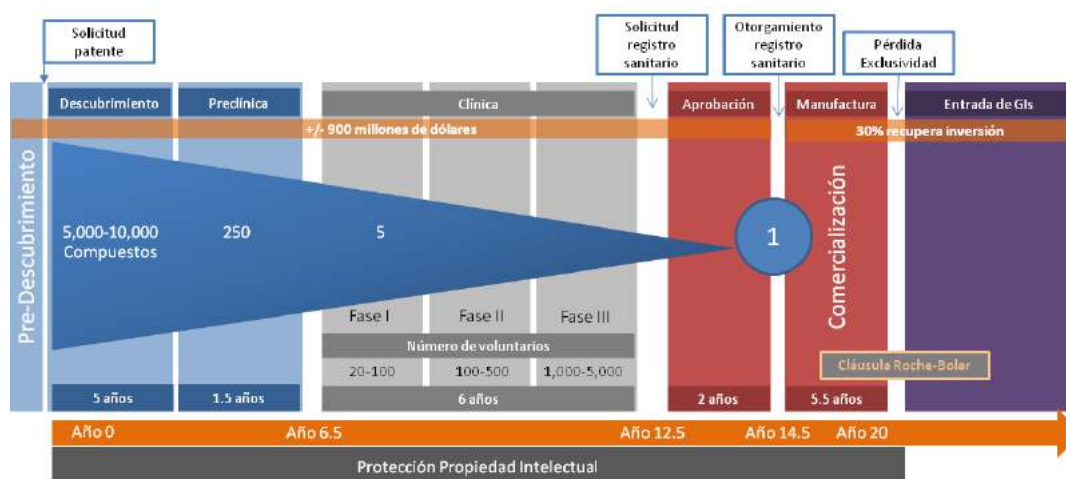 Solicitud
patente
Solicitud
registro
sanitario
Otorgamiento
registro
sanitario
Pérdida
Exclusividad
Pre-Descubrimiento
Descubrimiento
Preclínica
Clínica
Aprobación
Manufactura
Entrada de GIs
+/- 900 millones de dólares
30% recupera inversión
5,000-10,000
Compuestos
250
5
1
Comercialización
Fase I
Fase II
Fase III
Número de voluntarios
20-100
100-500
1,000-5,000
Cláusula Roche-Bolar
5 años
1.5 años
6 años
2 años
5.5 años
Año 0
Año 6.5
Año 12.5
Año 14.5
Año 20
Protección Propiedad Intelectual